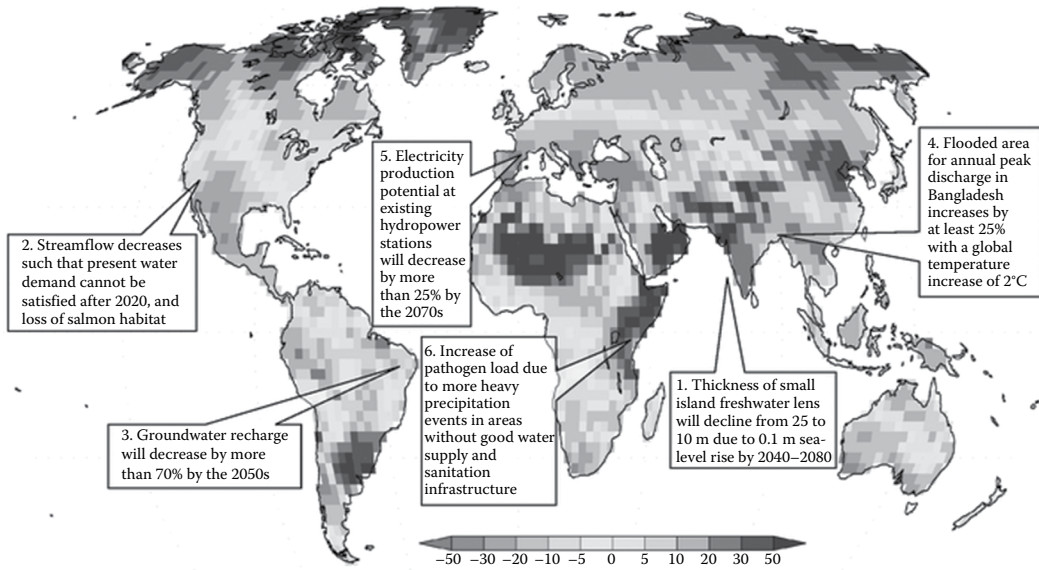 5. Electricity
production
potential at
existing
hydropower
stations
will decrease
by more
than 25% by
the 2070s
4. Flooded area
for annual peak
discharge in
Bangladesh
increases by
at least 25%
with a global
temperature
increase of 2°C
2. Streamflow decreases
such that present water
demand cannot be
satisfied after 2020, and
loss of salmon habitat
6. Increase of
pathogen load due
to more heavy
precipitation
events in areas
without good water
supply and
sanitation
infrastructure
1. Thickness of small
island freshwater lens
will decline from 25 to
10 m due to 0.1 m sea-
level rise by 2040–2080
3. Groundwater recharge
will decrease by more
than 70% by the 2050s
−50 −30 −20 −10 −5 0 5 10 20 30 50